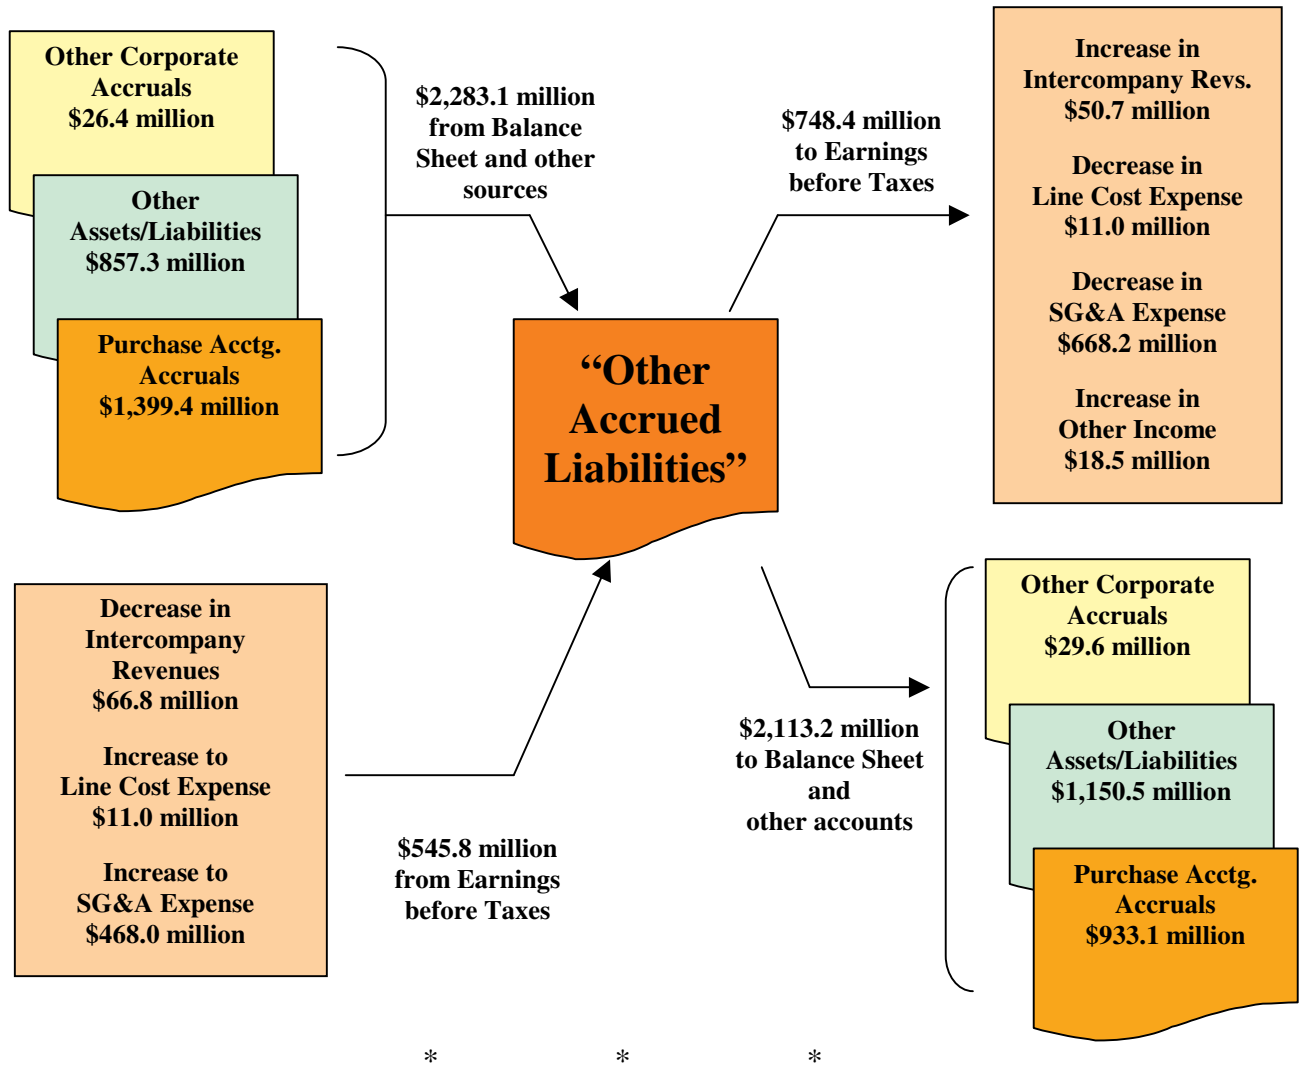 Other Corporate
Accruals
$26.4 million
Other
Assets/Liabilities
$857.3 million
Purchase Acctg.
Accruals
$1,399.4 million
$2,283.1 million
from Balance
Sheet and other
sources
$748.4 million
to Earnings
before Taxes
Increase in
Intercompany Revs.
$50.7 million
Decrease in
Line Cost Expense
$11.0 million
Decrease in
SG&A Expense
$668.2 million
Increase in
Other Income
$18.5 million
“Other
Accrued
Liabilities”
Decrease in
Intercompany
Revenues
$66.8 million
Increase to
Line Cost Expense
$11.0 million
Increase to
SG&A Expense
$468.0 million
$545.8 million
from Earnings
before Taxes
$2,113.2 million
to Balance Sheet
and
other accounts
Other Corporate
Accruals
$29.6 million
Other
Assets/Liabilities
$1,150.5 million
Purchase Acctg.
Accruals
$933.1 million
* * *